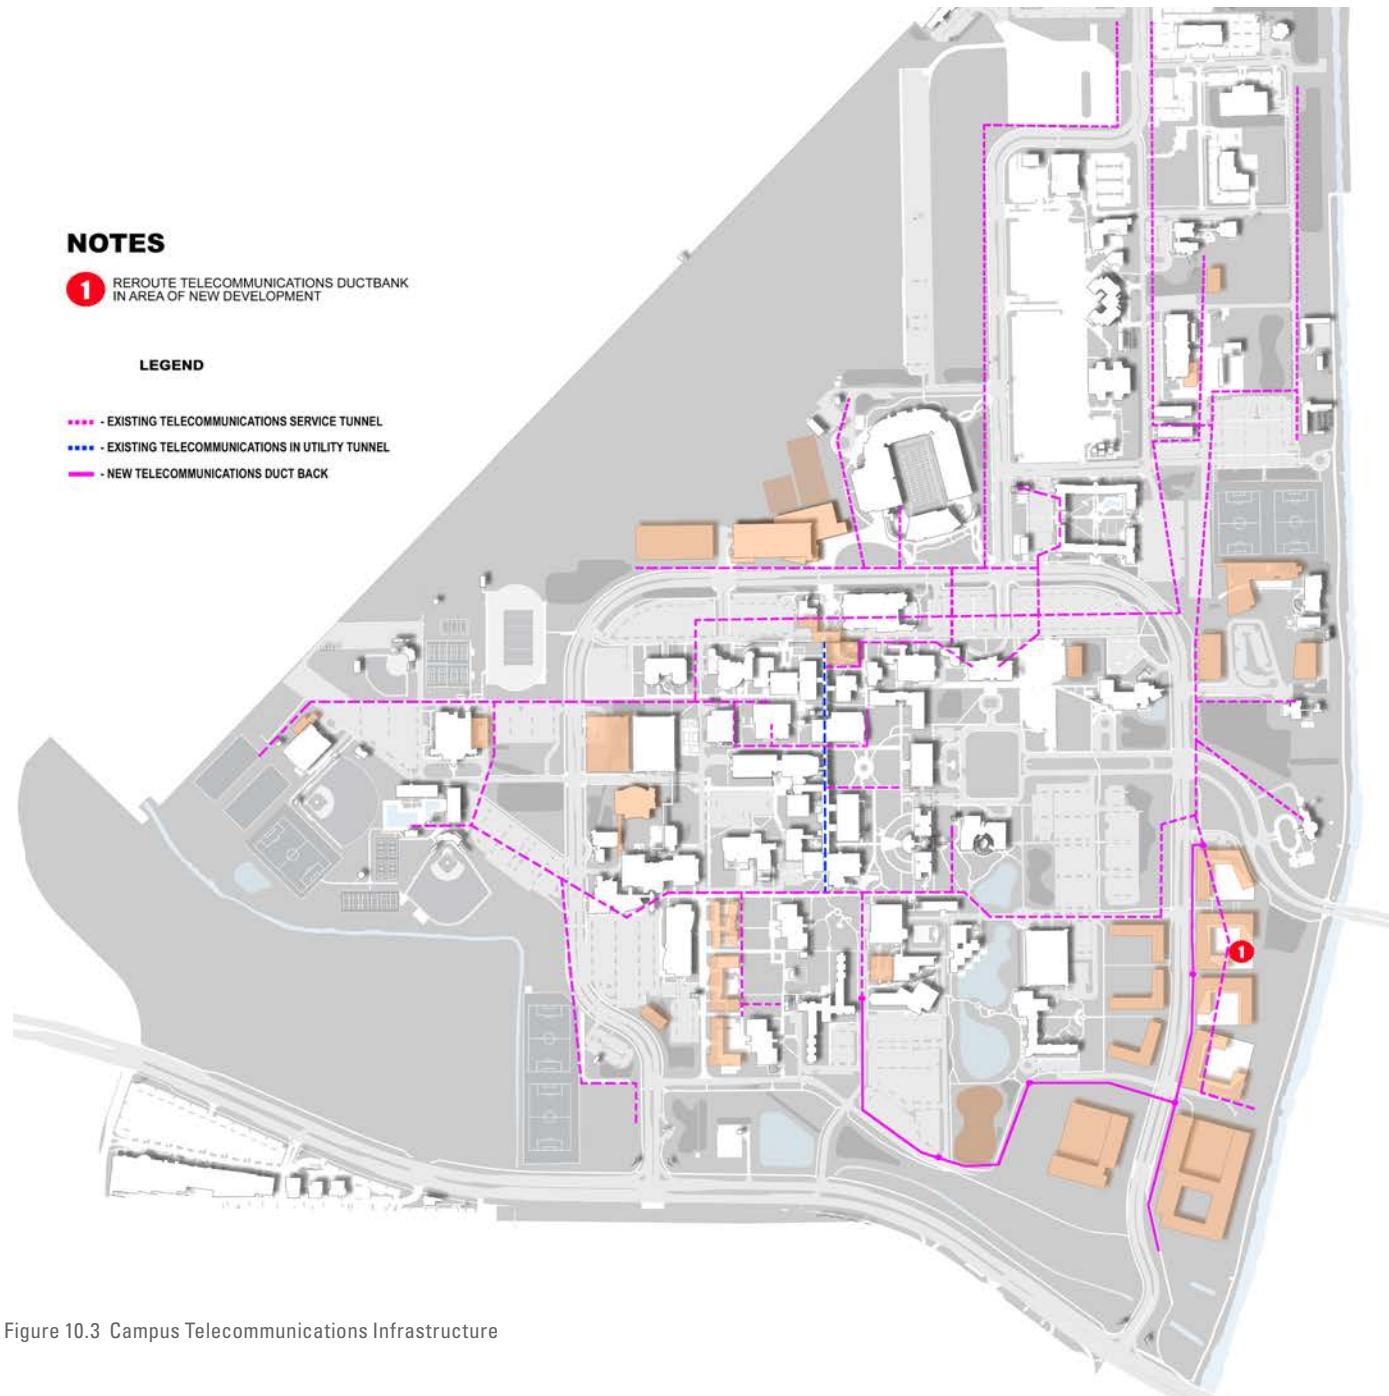 NOTES
1 REROUTE TELECOMMUNICATIONS DUCTBANK
IN AREA OF NEW DEVELOPMENT
LEGEND
- EXISTING TELECOMMUNICATIONS SERVICE TUNNEL
- EXISTING TELECOMMUNICATIONS IN UTILITY TUNNEL
- NEW TELECOMMUNICATIONS DUCT BACK
1
Figure 10.3 Campus Telecommunications Infrastructure